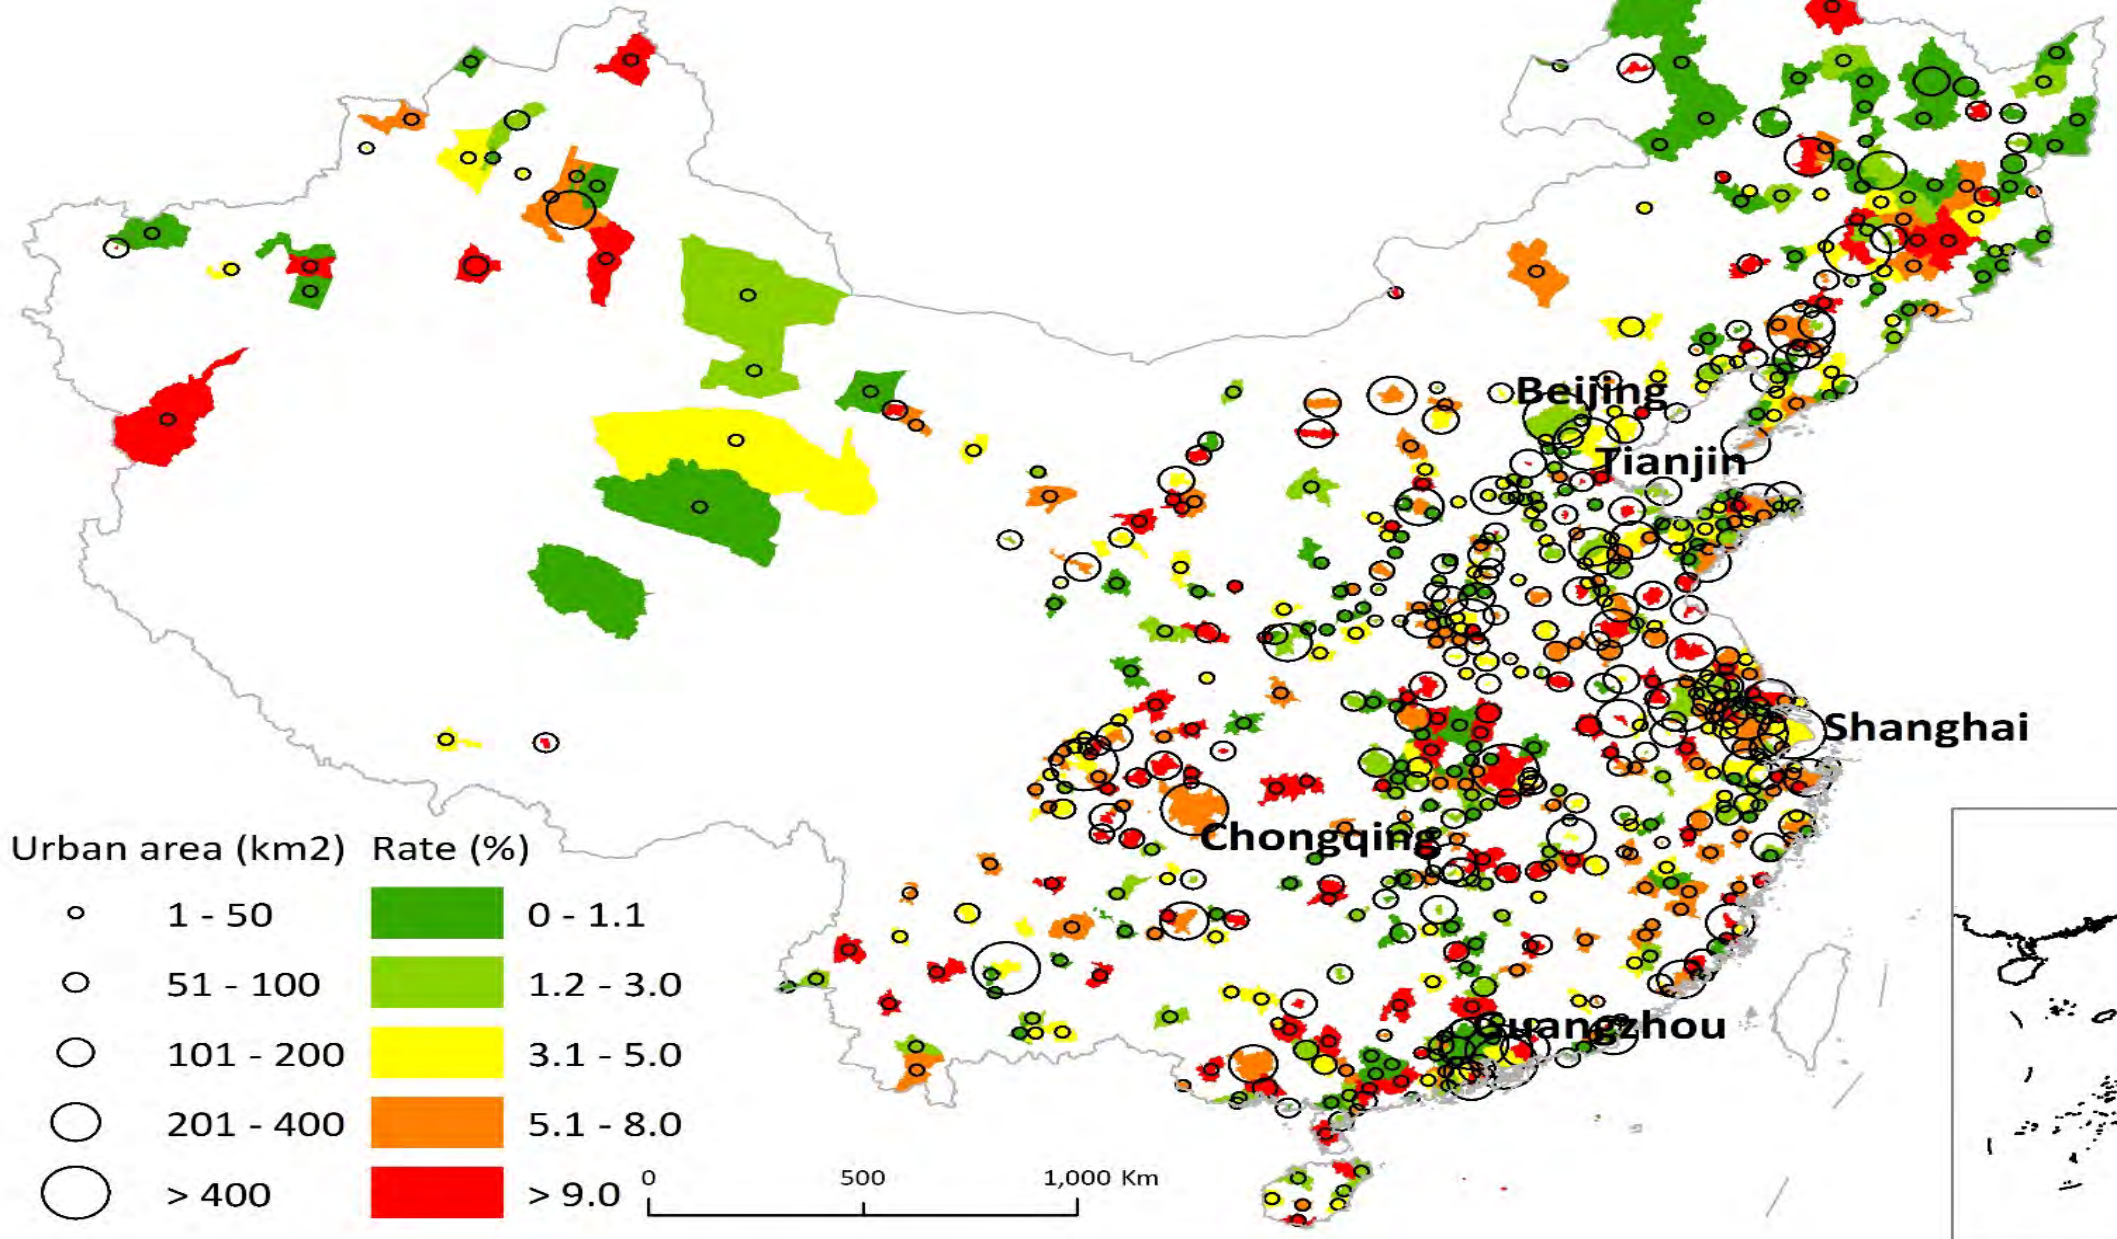 Beijing
Tianjin
Shanghai
Chongqing
Guangzhou
Urban area (km2) Rate (%)
1 - 50 0 - 1.1
51 - 100 1.2 - 3.0
101 - 200 3.1 - 5.0
201 - 400 5.1 - 8.0
> 400 > 9.0
0 500 1,000 Km